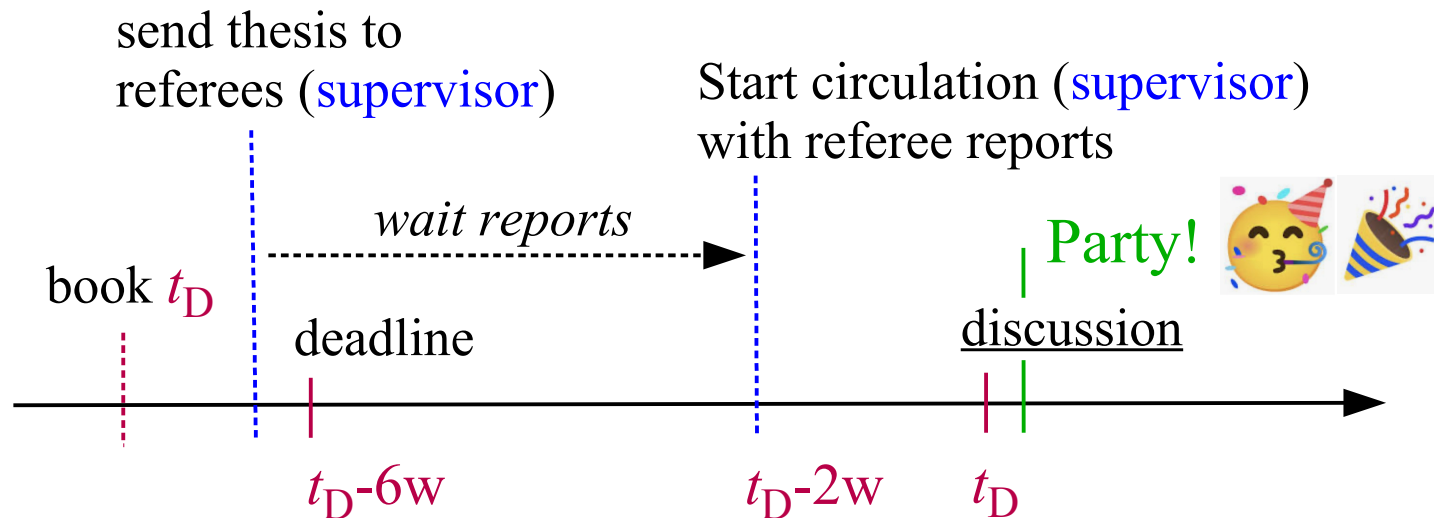 send thesis to
referees (supervisor)
Start circulation (supervisor)
with referee reports
wait reports
Party!
book tD
deadline
discussion
tD-6w
tD-2w
tD